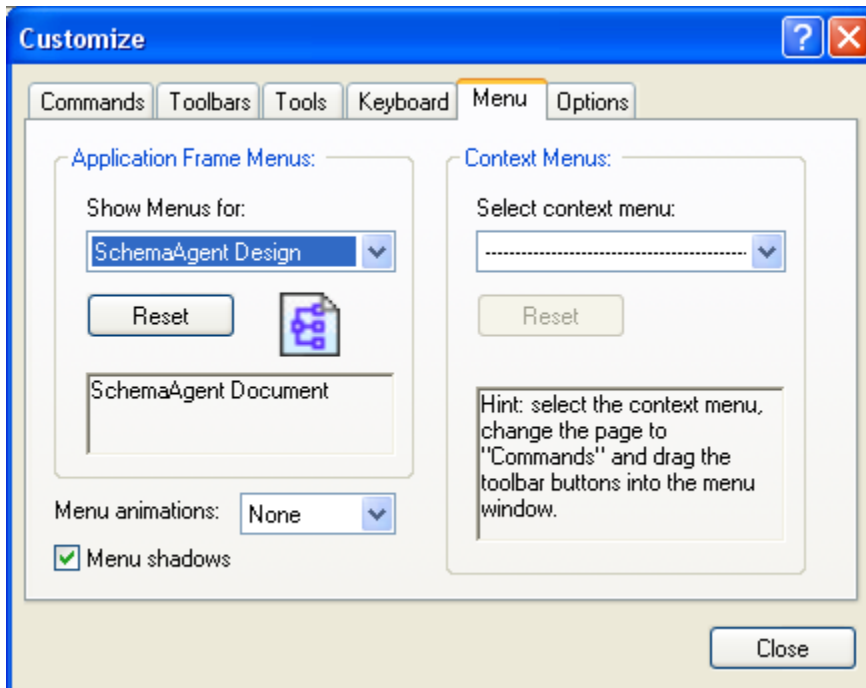 Customize
Commands
Toolbars
Tools
Keyboard
Menu
Options
Application Frame Menus:
Show Menus for:
SchemaAgent Design
Reset
SchemaAgent Document
Menu animations:
None
Menu shadows
Context Menus:
Select context menu:
--------------------------------------------
Reset
Hint: select the context menu,
change the page to
"Commands" and drag the
toolbar buttons into the menu
window.
Close